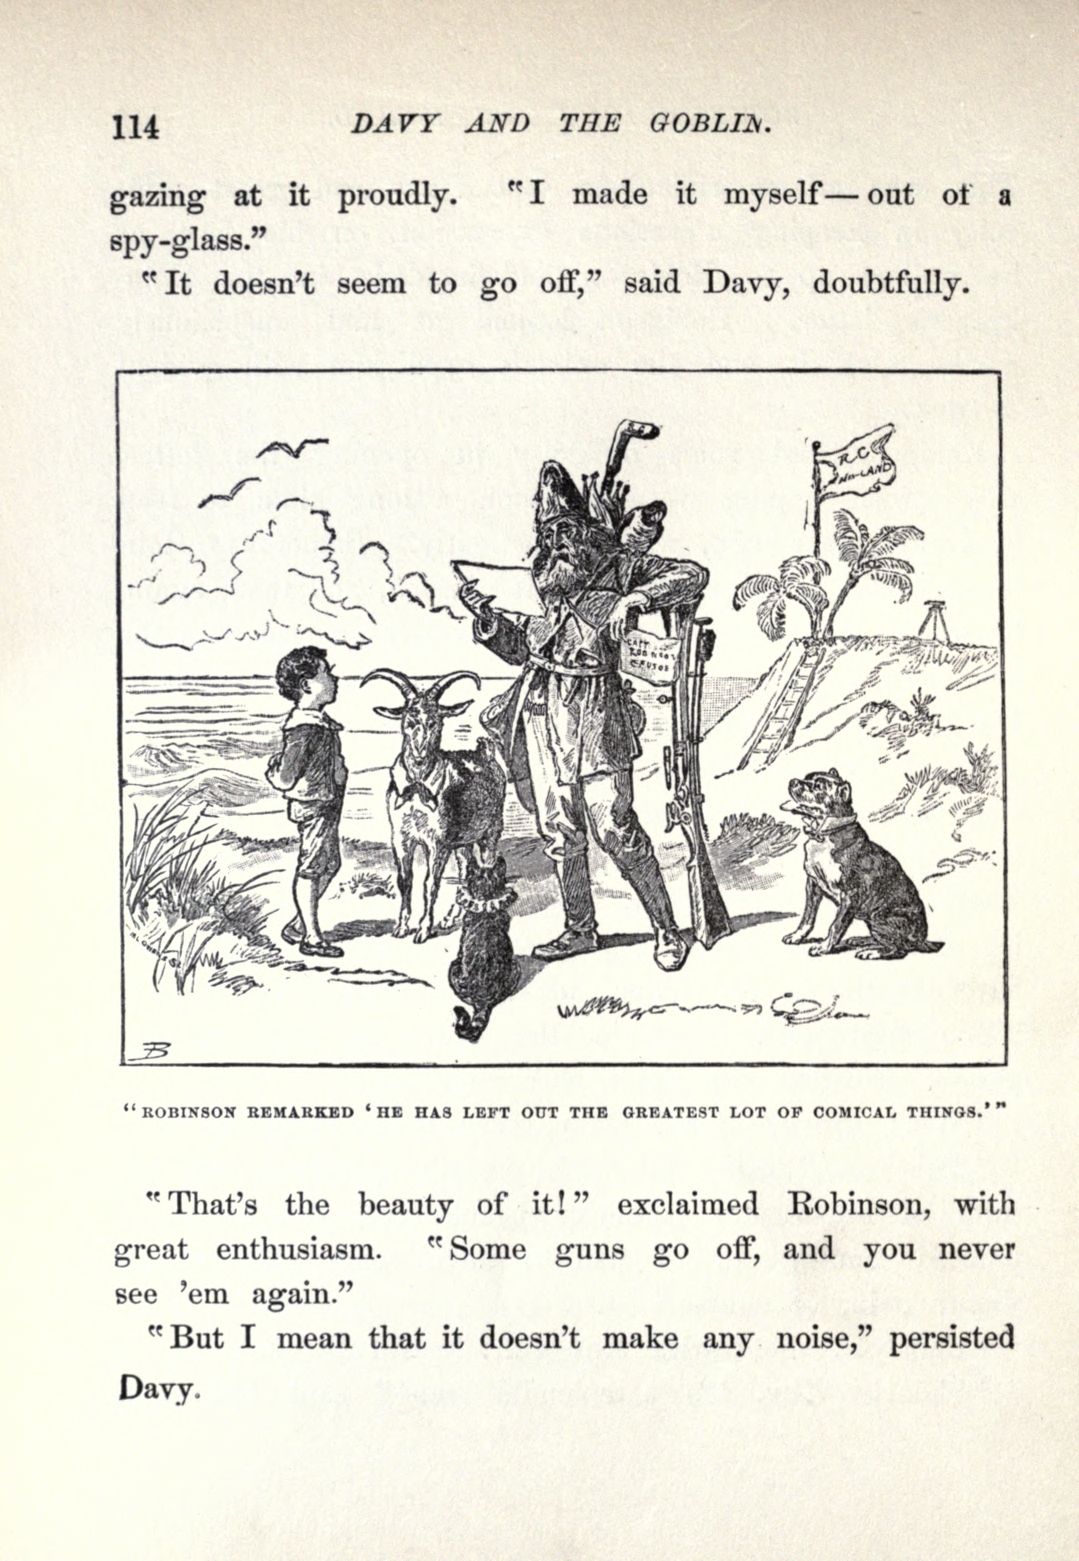 114 DAVY AND THE GOBLIN.
gazing at it proudly. "I made it myself—out of a
spy-glass."
"It doesn't seem to go off," said Davy, doubtfully.
R.C
CAPT
ROBINSON
CRUSOE
B
"ROBINSON REMARKED 'HE HAS LEFT OUT THE GREATEST LOT OF COMICAL THINGS.'"
"That's the beauty of it!" exclaimed Robinson, with
great enthusiasm. "Some guns go off, and you never
see 'em again."
"But I mean that it doesn't make any noise," persisted
Davy.